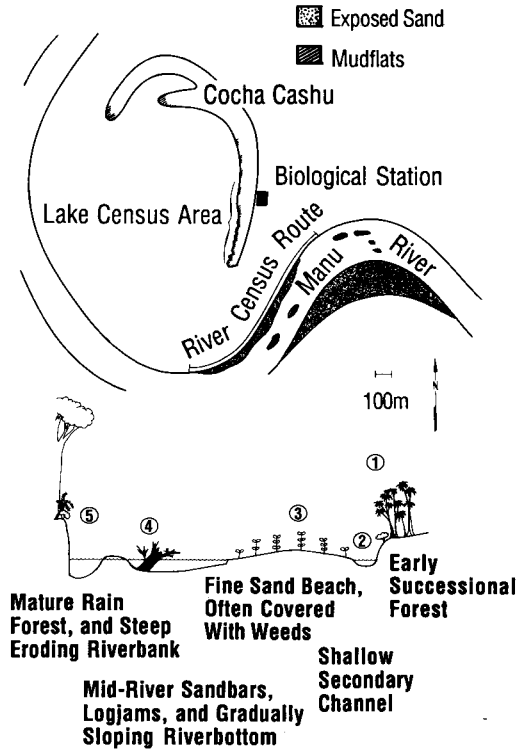 Exposed Sand
Mudflats
Cocha Cashu
Biological Station
Lake Census Area
River Census Route
Manu River
N
100m
①
②
③
④
⑤
Early
Successional
Forest
Fine Sand Beach,
Often Covered
With Weeds
Mature Rain
Forest, and Steep
Eroding Riverbank
Shallow
Secondary
Channel
Mid-River Sandbars,
Logjams, and Gradually
Sloping Riverbottom